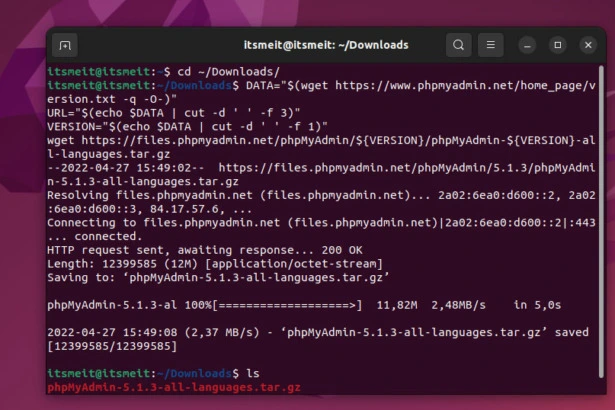 itsmeit@itsmeit: ~/Downloads
itsmeit@itsmeit:~$ cd ~/Downloads/
itsmeit@itsmeit:~/Downloads$ DATA="$(wget https://www.phpmyadmin.net/home_page/v
ersion.txt -q -O-)"
URL="$(echo $DATA | cut -d ' ' -f 3)"
VERSION="$(echo $DATA | cut -d ' ' -f 1)"
wget https://files.phpmyadmin.net/phpMyAdmin/${VERSION}/phpMyAdmin-${VERSION}-al
l-languages.tar.gz
--2022-04-27 15:49:02--  https://files.phpmyadmin.net/phpMyAdmin/5.1.3/phpMyAdmi
n-5.1.3-all-languages.tar.gz
Resolving files.phpmyadmin.net (files.phpmyadmin.net)... 2a02:6ea0:d600::2, 2a02
:6ea0:d600::3, 84.17.57.6, ...
Connecting to files.phpmyadmin.net (files.phpmyadmin.net)|2a02:6ea0:d600::2|:443
... connected.
HTTP request sent, awaiting response... 200 OK
Length: 12399585 (12M) [application/octet-stream]
Saving to: ‘phpMyAdmin-5.1.3-all-languages.tar.gz’
phpMyAdmin-5.1.3-al 100%[===================>]  11,82M  2,48MB/s    in 5,0s
2022-04-27 15:49:08 (2,37 MB/s) - ‘phpMyAdmin-5.1.3-all-languages.tar.gz’ saved
[12399585/12399585]
itsmeit@itsmeit:~/Downloads$ ls
phpMyAdmin-5.1.3-all-languages.tar.gz